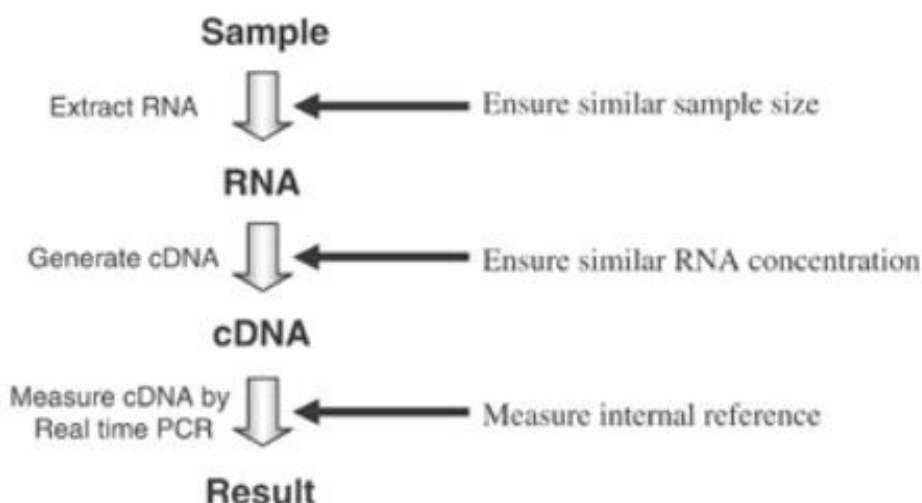 Sample
Extract RNA
Ensure similar sample size
RNA
Generate cDNA
Ensure similar RNA concentration
cDNA
Measure cDNA by
Real time PCR
Measure internal reference
Result